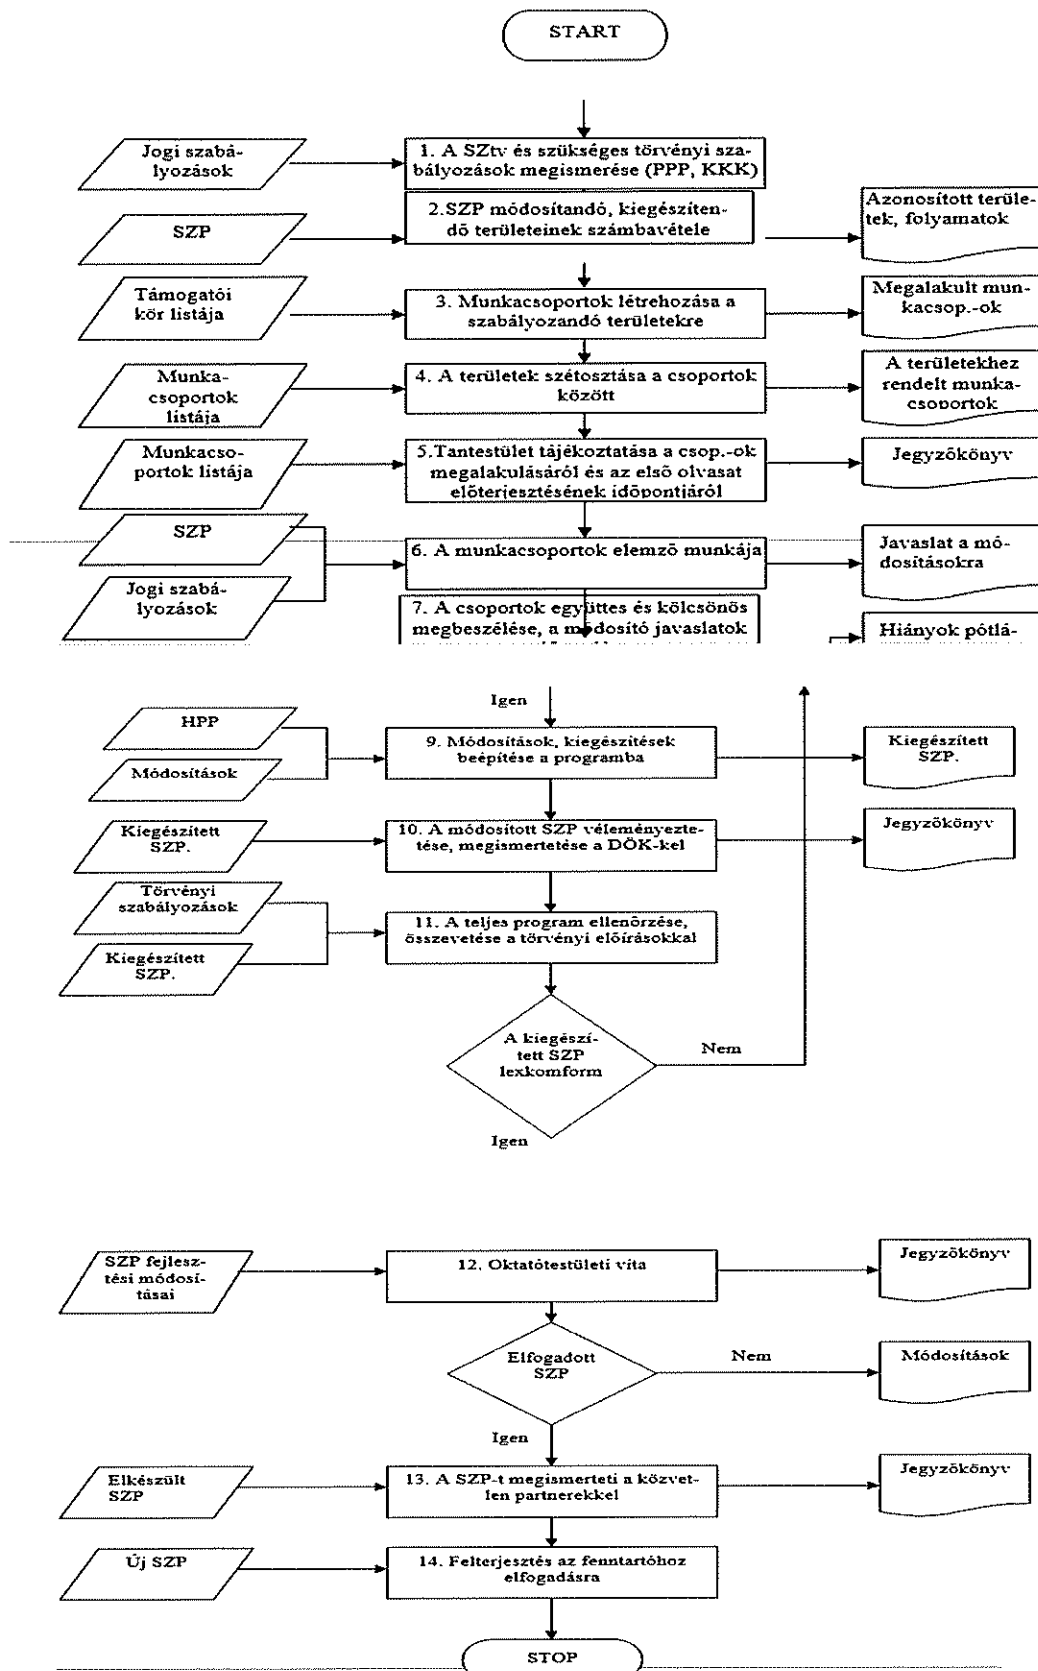 START
Jogi szabá-
lyozások
1. A SZtv és szükséges törvényi sza-
bályozások megismerése (PPP, KKK)
SZP
2.SZP módosítandó, kiegészíten-
dő területeinek számbavétele
Azonosított terüle-
tek, folyamatok
Támogatói
kör listája
3. Munkacsoportok létrehozása a
szabályozandó területekre
Megalakult mun-
kacsop.-ok
Munka-
csoportok
listája
4. A területek szétosztása a csoportok
között
A területekhez
rendelt munka-
csoportok
Munkacso-
portok listája
5.Tantestület tájékoztatása a csop.-ok
megalakulásáról és az első olvasat
előterjesztésének időpontjáról
Jegyzőkönyv
SZP
Jogi szabá-
lyozások
6. A munkacsoportok elemző munkája
Javaslat a mó-
dosításokra
7. A csoportok együttes és kölcsönös
megbeszélése, a módosító javaslatok
Hiányok pótlá-
Igen
HPP
Módosítások
9. Módosítások, kiegészítések
beépítése a programba
Kiegészített
SZP.
Kiegészített
SZP.
10. A módosított SZP véleményezte-
tése, megismertetése a DÖK-kel
Jegyzőkönyv
Törvényi
szabályozások
Kiegészített
SZP.
11. A teljes program ellenőrzése,
összevetése a törvényi előírásokkal
A kiegészí-
tett SZP
lexkomform
Nem
Igen
SZP fejlesz-
tési módosí-
tásai
12. Oktatótestületi vita
Jegyzőkönyv
Elfogadott
SZP
Nem
Módosítások
Igen
Elkészült
SZP
13. A SZP-t megismerteti a közvet-
len partnerekkel
Jegyzőkönyv
Új SZP
14. Felterjesztés az fenntartóhoz
elfogadásra
STOP